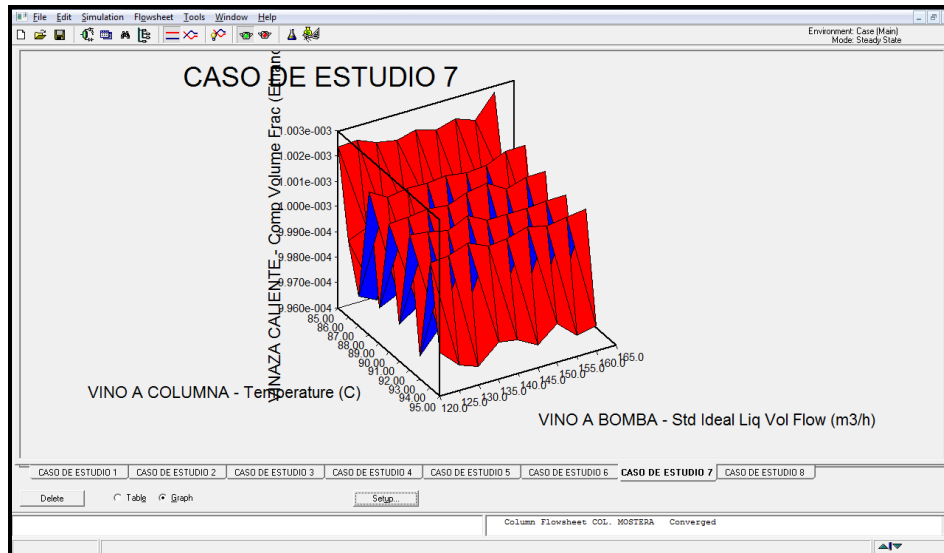 File Edit Simulation Flowsheet Tools Window Help
Environment: Case (Main)
Mode: Steady State
CASO DE ESTUDIO 7
VINAZA CALIENTE - Comp Volume Frac (Ethano
1.003e-003
1.002e-003
1.001e-003
1.000e-003
9.990e-004
9.980e-004
9.970e-004
9.960e-004
85.00
86.00
87.00
88.00
89.00
90.00
91.00
92.00
93.00
94.00
95.00
120.0
125.0
130.0
135.0
140.0
145.0
150.0
155.0
160.0
165.0
VINO A COLUMNA - Temperature (C)
VINO A BOMBA - Std Ideal Liq Vol Flow (m3/h)
CASO DE ESTUDIO 1 CASO DE ESTUDIO 2 CASO DE ESTUDIO 3 CASO DE ESTUDIO 4 CASO DE ESTUDIO 5 CASO DE ESTUDIO 6 CASO DE ESTUDIO 7 CASO DE ESTUDIO 8
Delete Table Graph Setup...
Column Flowsheet COL. MOSTERA Converged